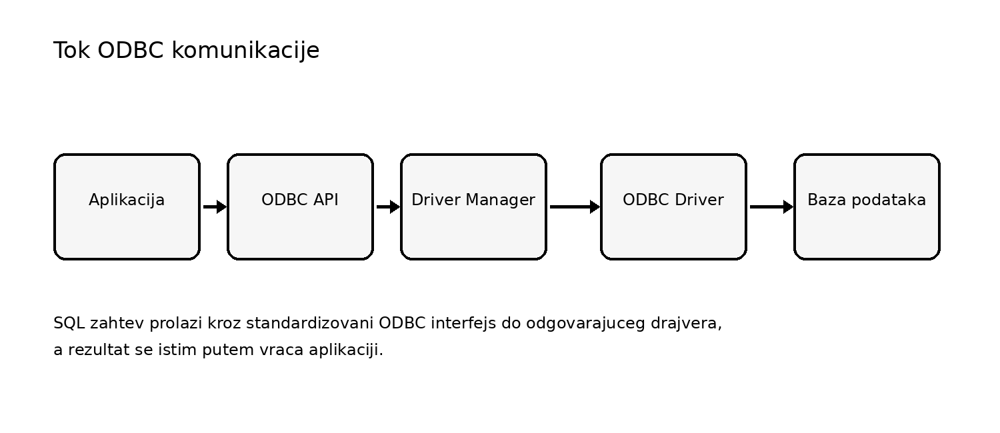 Tok ODBC komunikacije
Aplikacija
ODBC API
Driver Manager
ODBC Driver
Baza podataka
SQL zahtev prolazi kroz standardizovani ODBC interfejs do odgovarajuceg drajvera,
a rezultat se istim putem vraca aplikaciji.